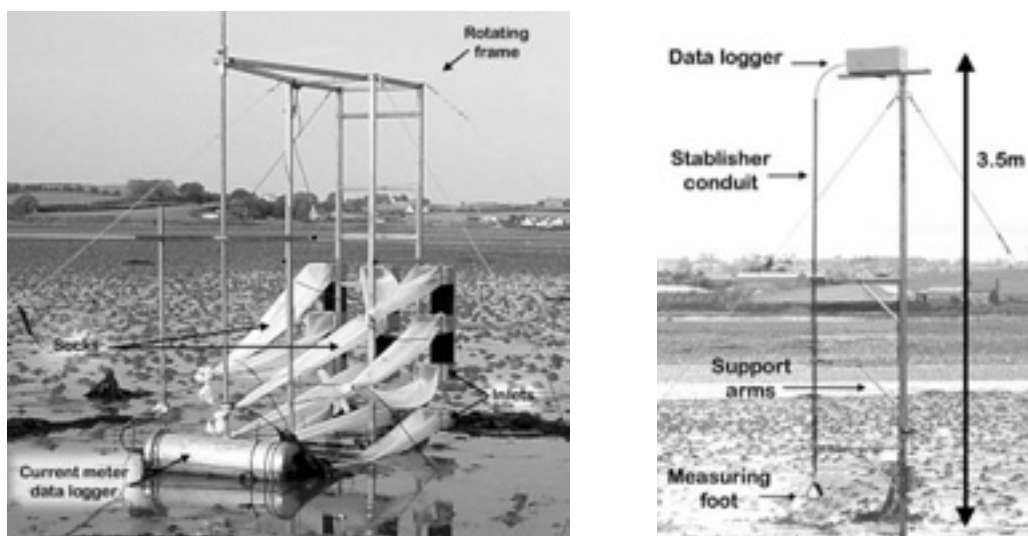 Rotating
frame
Socks
Inlets
Current meter
data logger
Data logger
Stablisher
conduit
3.5m
Support
arms
Measuring
foot